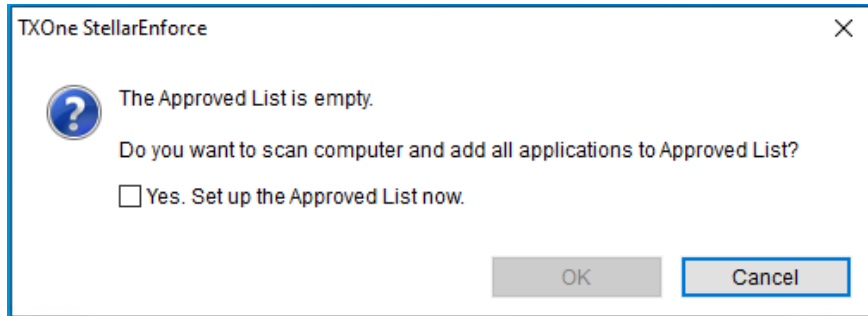 TXOne StellarEnforce
The Approved List is empty.
Do you want to scan computer and add all applications to Approved List?
Yes. Set up the Approved List now.
OK
Cancel